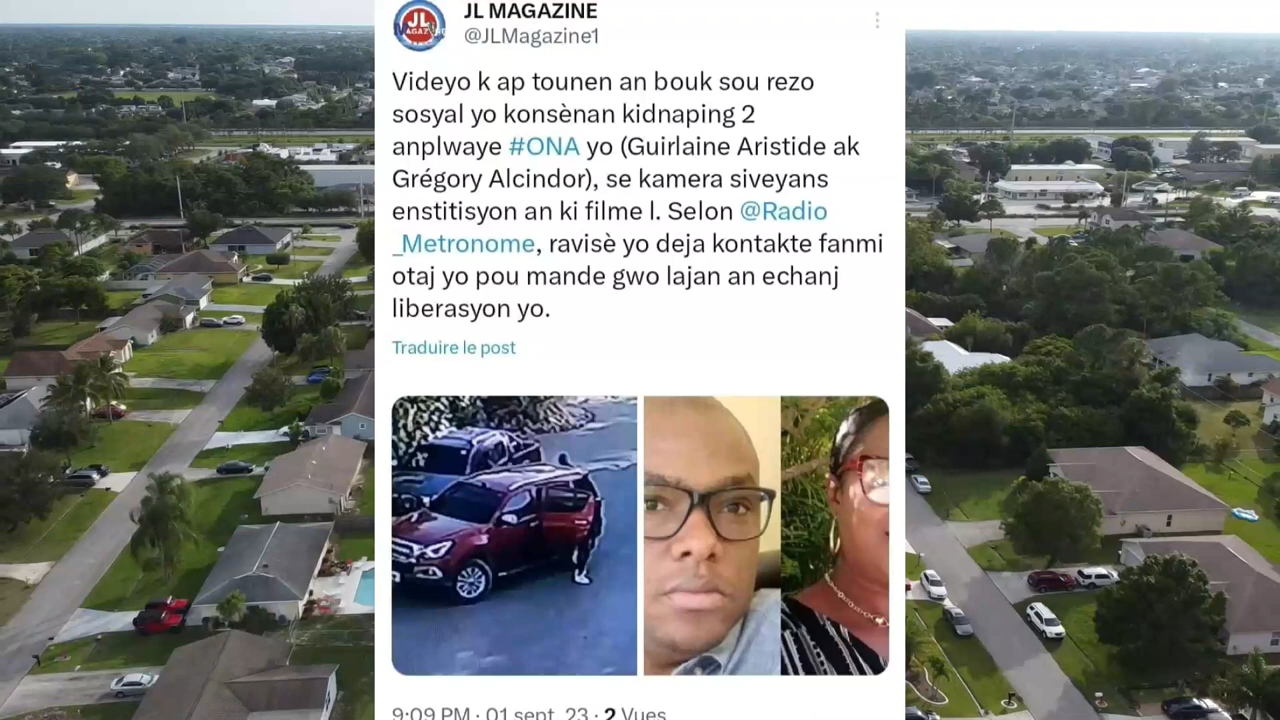 JL MAGAZINE
@JLMagazine1
JL
MAGAZINE
Videyo k ap tounen an bouk sou rezo
sosyal yo konsènan kidnaping 2
anplwaye #ONA yo (Guirlaine Aristide ak
Grégory Alcindor), se kamera siveyans
enstitisyon an ki filme l. Selon @Radio
_Metronome, ravisè yo deja kontakte fanmi
otaj yo pou mande gwo lajan an echanj
liberasyon yo.
Traduire le post
9:09 PM · 01 sept. 23 · 2 Vues